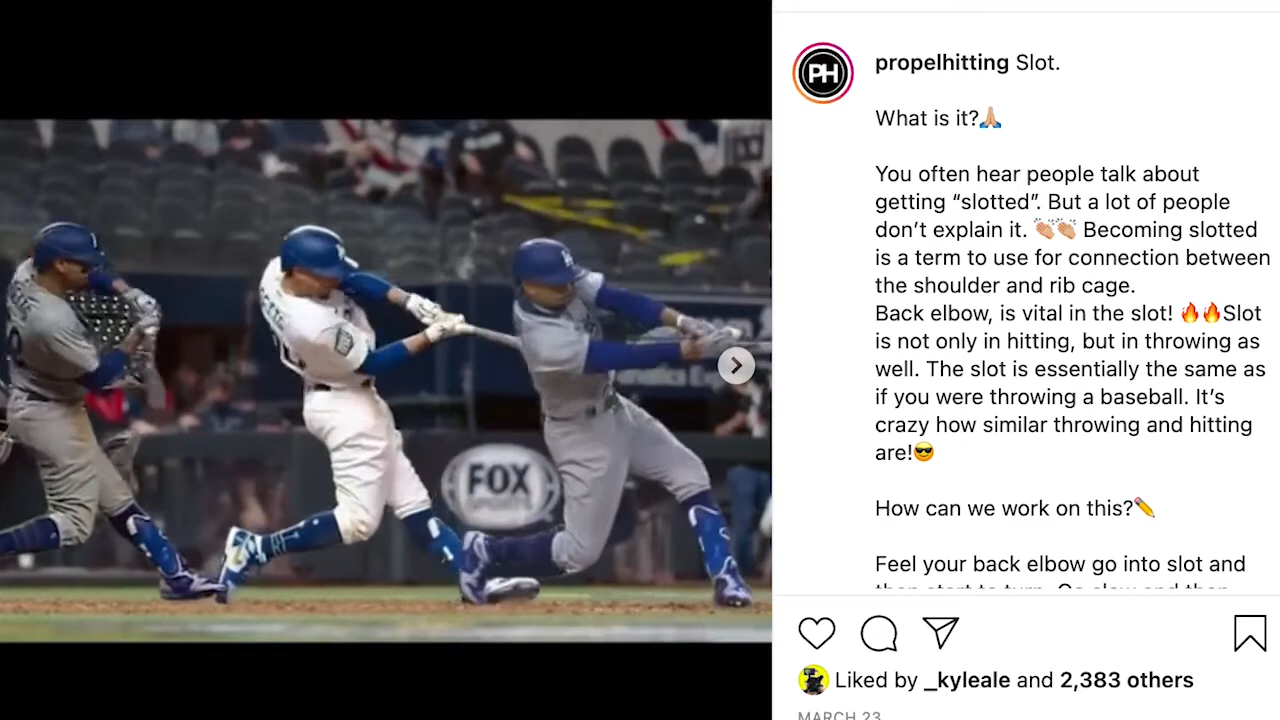 PH
propelhitting Slot.
What is it?🙏🏼
You often hear people talk about
getting “slotted”. But a lot of people
don’t explain it. 👏🏼👏🏼 Becoming slotted
is a term to use for connection between
the shoulder and rib cage.
Back elbow, is vital in the slot! 🔥🔥Slot
is not only in hitting, but in throwing as
well. The slot is essentially the same as
if you were throwing a baseball. It’s
crazy how similar throwing and hitting
are!😎
How can we work on this?✏️
Feel your back elbow go into slot and
FOX
Liked by _kyleale and 2,383 others
MARCH 23